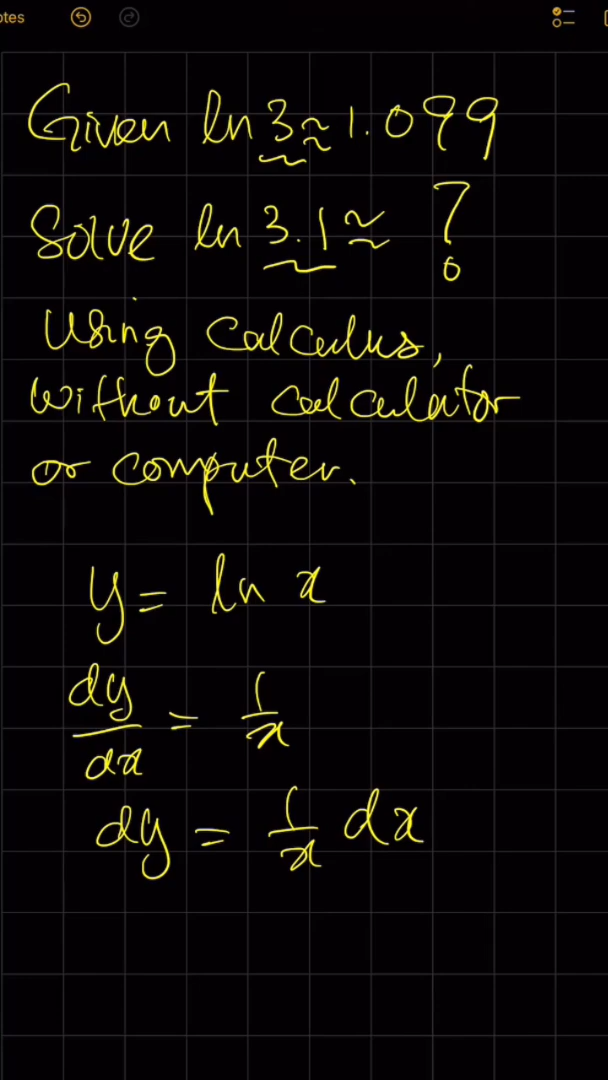 otes
Given ln 3 ≈ 1.099
Solve ln 3.1 ≈ ?
Using calculus,
without calculator
or computer.
y = ln x
dy/dx = 1/x
dy = 1/x dx